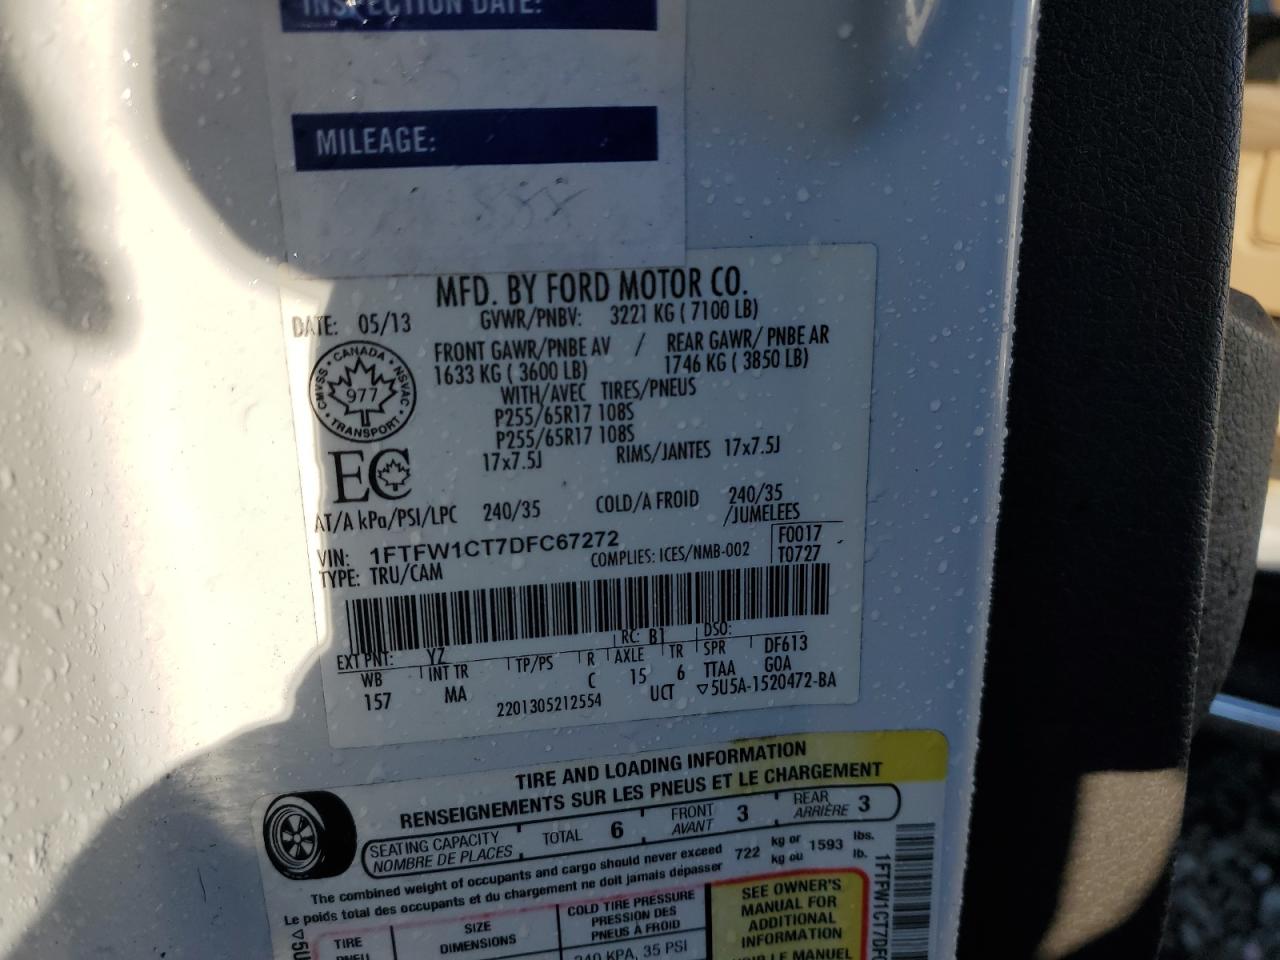 INSPECTION DATE:
MILEAGE:
MFD. BY FORD MOTOR CO.
DATE: 05/13
GVWR/PNBV: 3221 KG ( 7100 LB)
FRONT GAWR/PNBE AV / REAR GAWR/ PNBE AR
1633 KG ( 3600 LB) 1746 KG ( 3850 LB)
WITH/AVEC TIRES/PNEUS
P255/65R17 108S
P255/65R17 108S
17x7.5J RIMS/JANTES 17x7.5J
CANADA
CMVSS • NSVAC
977
TRANSPORT
EC
AT/A kPa/PSI/LPC 240/35 COLD/A FROID 240/35
/JUMELEES
VIN: 1FTFW1CT7DFC67272
COMPLIES: ICES/NMB-002
F0017
T0727
TYPE: TRU/CAM
EXT PNT: YZ RC: B1 DSO:
WB INT TR TP/PS R AXLE TR SPR DF613
157 MA C 15 6 TTAA GOA
2201305212554 UCT ▽5U5A-1520472-BA
TIRE AND LOADING INFORMATION
RENSEIGNEMENTS SUR LES PNEUS ET LE CHARGEMENT
SEATING CAPACITY
NOMBRE DE PLACES
TOTAL 6
FRONT
AVANT 3
REAR
ARRIÈRE 3
The combined weight of occupants and cargo should never exceed 722 kg or 1593 lbs.
Le poids total des occupants et du chargement ne doit jamais dépasser kg ou lb.
TIRE
PNEU
SIZE
DIMENSIONS
COLD TIRE PRESSURE
PRESSION DES
PNEUS À FROID
240 KPA, 35 PSI
SEE OWNER'S
MANUAL FOR
ADDITIONAL
INFORMATION
VOIR LE MANUEL
▽5U
1FTFW1CT7DFC